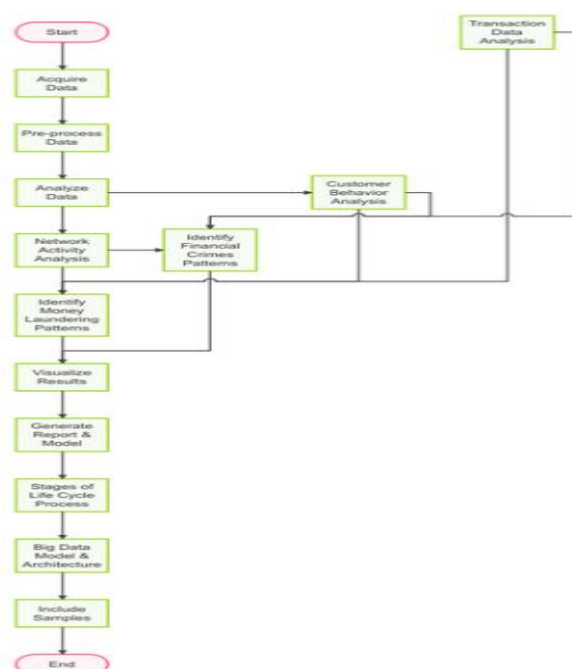 Start
Transaction
Data
Analysis
Acquire
Data
Pre-process
Data
Analyze
Data
Customer
Behavior
Analysis
Network
Activity
Analysis
Identify
Financial
Crimes
Patterns
Identify
Money
Laundering
Patterns
Visualize
Results
Generate
Report &
Model
Stages of
Life Cycle
Process
Big Data
Model &
Architecture
Include
Samples
End